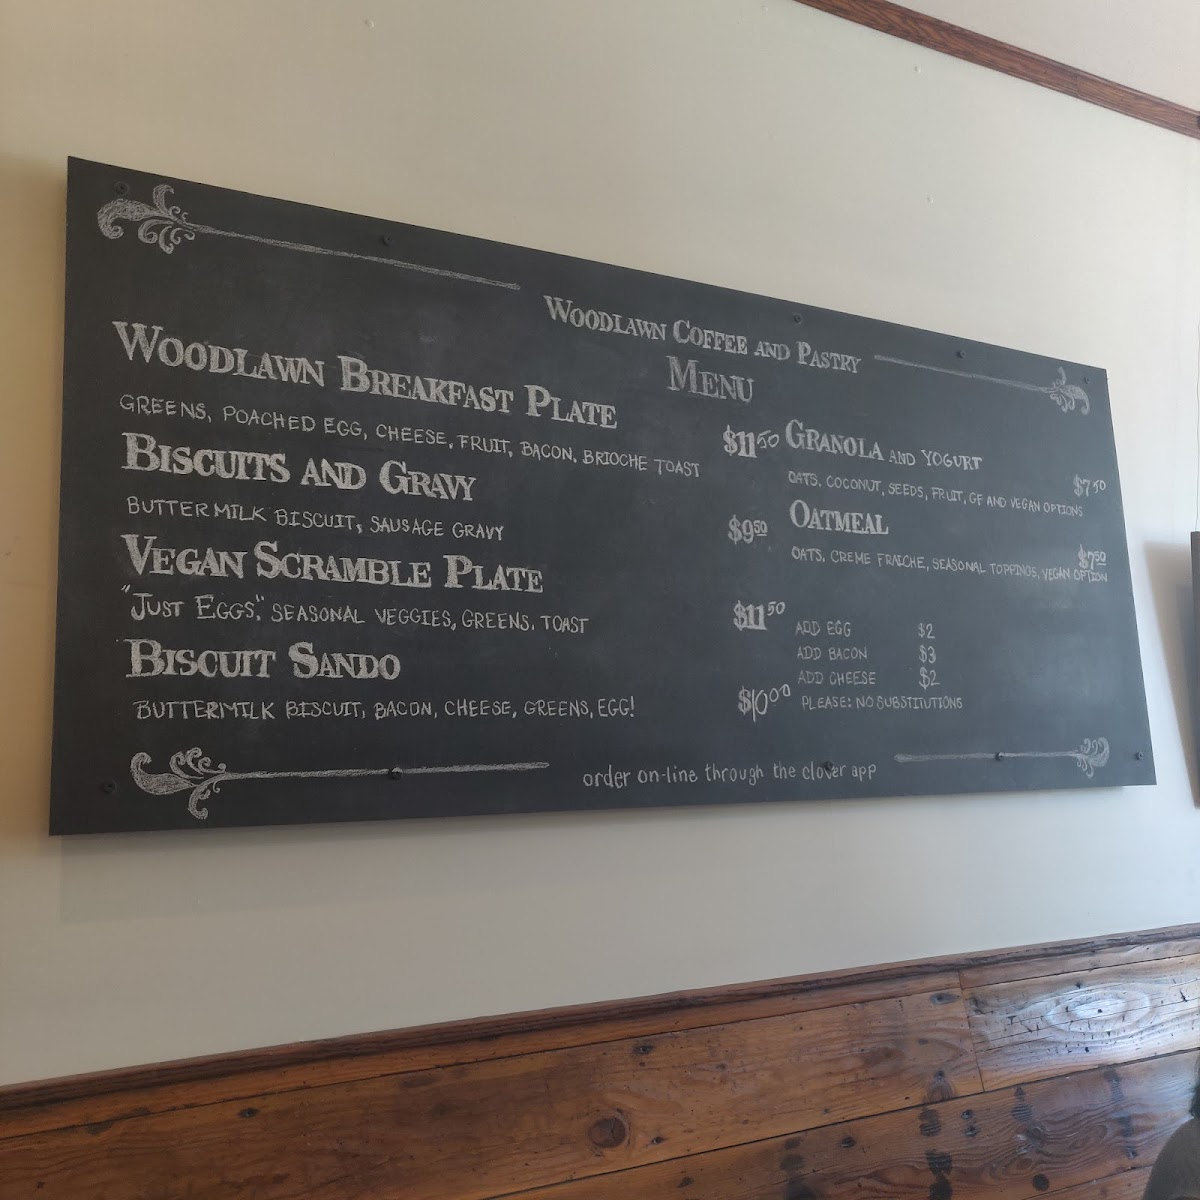 WOODLAWN COFFEE AND PASTRY
MENU
WOODLAWN BREAKFAST PLATE
GREENS, POACHED EGG, CHEESE, FRUIT, BACON, BRIOCHE TOAST $11 50
BISCUITS AND GRAVY
BUTTERMILK BISCUIT, SAUSAGE GRAVY $9 50
VEGAN SCRAMBLE PLATE
"JUST EGGS," SEASONAL VEGGIES, GREENS, TOAST $11 50
BISCUIT SANDO
BUTTERMILK BISCUIT, BACON, CHEESE, GREENS, EGG! $10 00
GRANOLA AND YOGURT
$7 50
OATS, COCONUT, SEEDS, FRUIT, GF AND VEGAN OPTIONS
OATMEAL
$7 50
OATS, CREME FRAICHE, SEASONAL TOPPINGS, VEGAN OPTION
ADD EGG $2
ADD BACON $3
ADD CHEESE $2
PLEASE: NO SUBSTITUTIONS
order on-line through the clover app